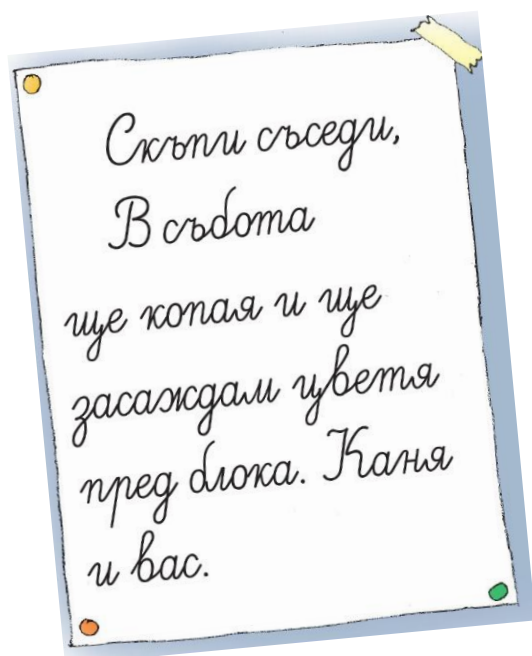 Скъпи съседи,
В събота
ще копая и ще
засаждам цветя
пред блока. Каня
и вас.